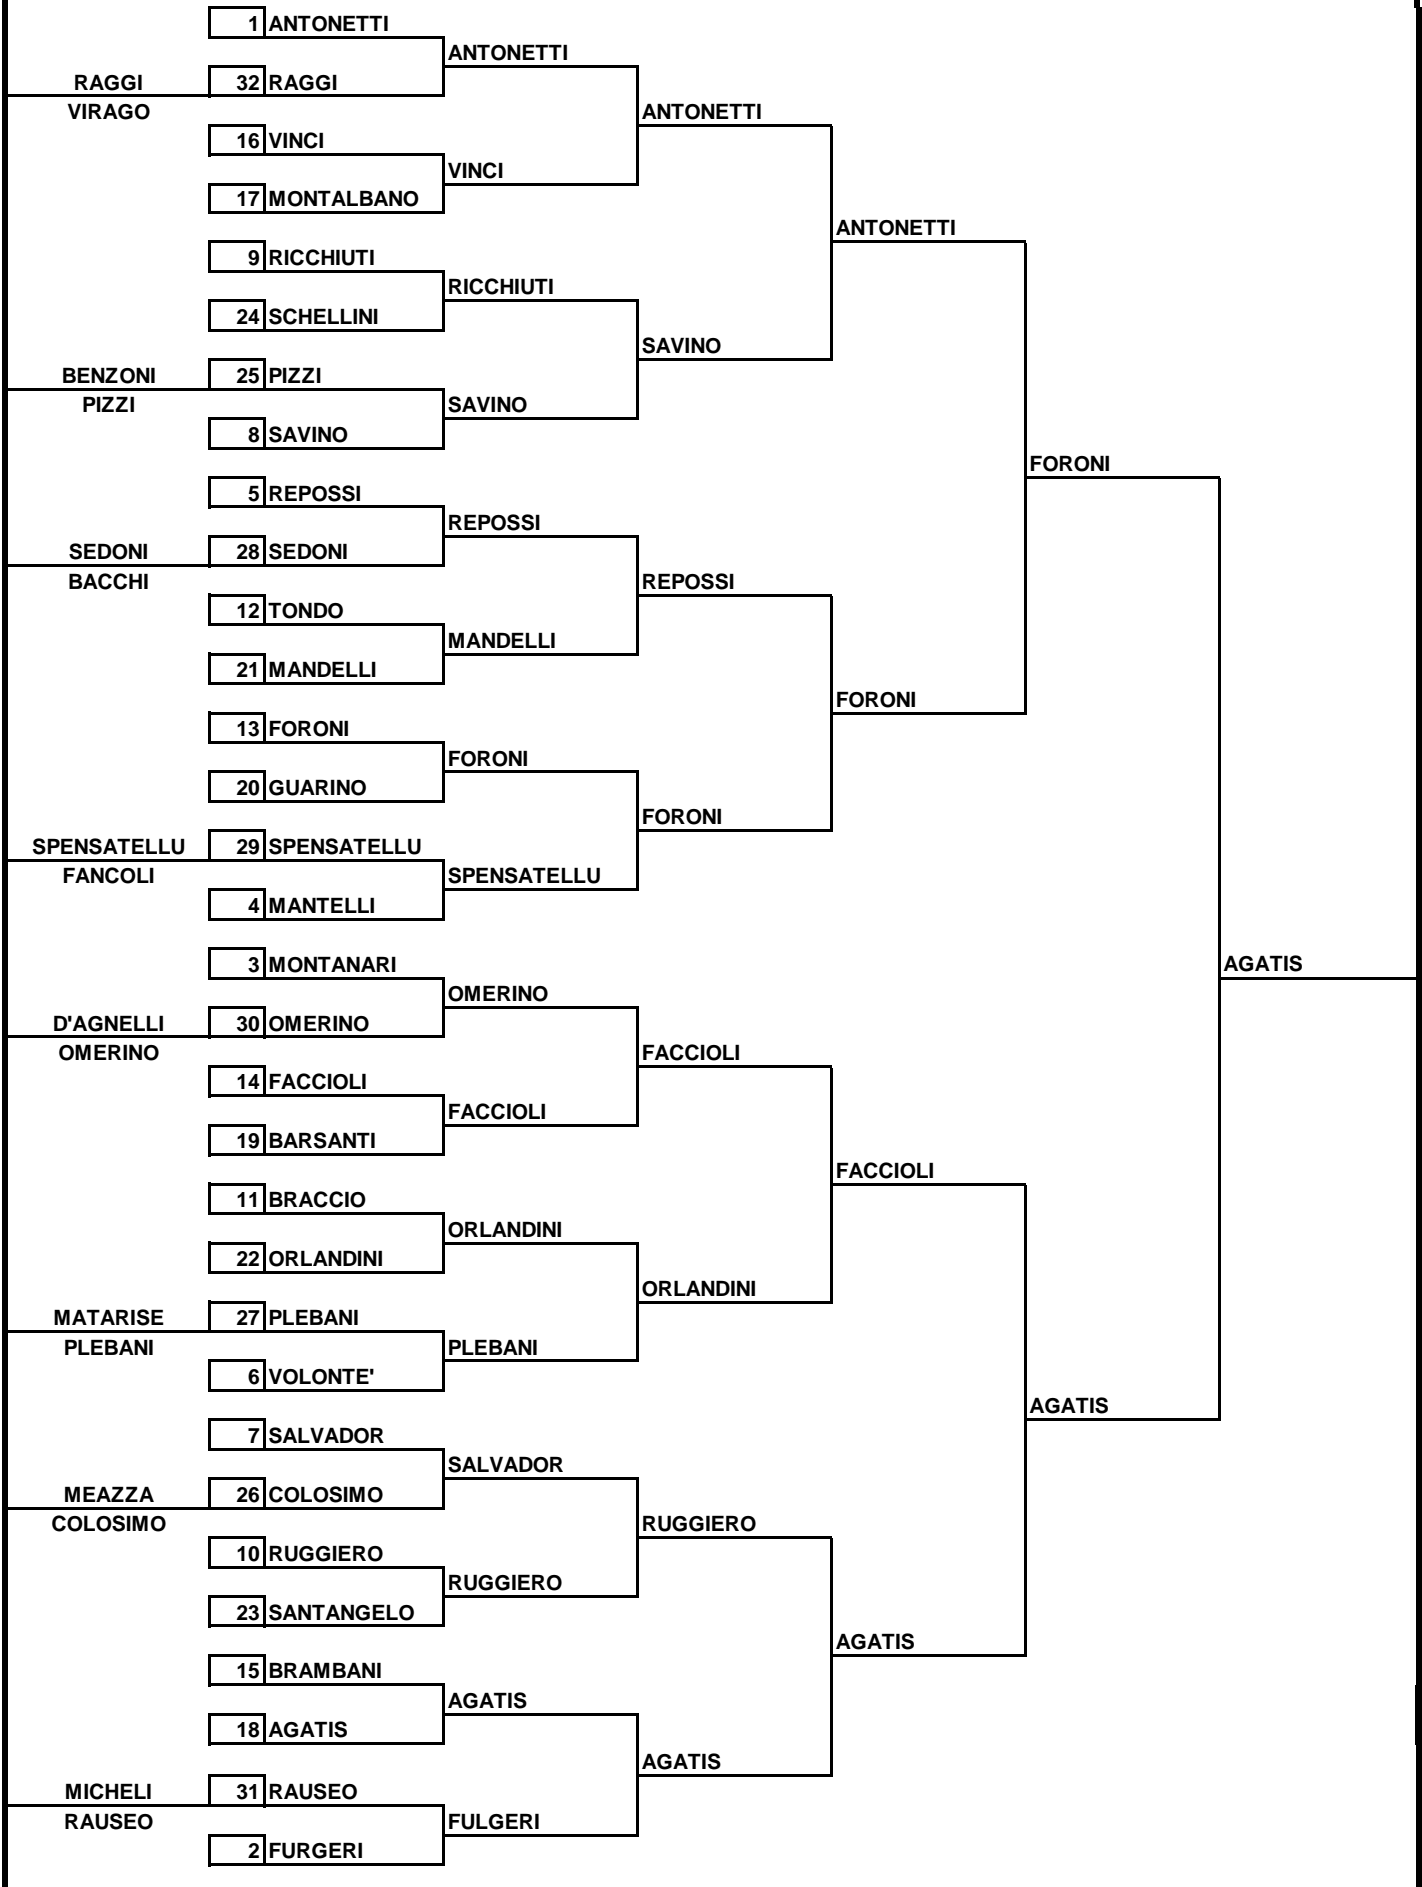 1 ANTONETTI
ANTONETTI
RAGGI 32 RAGGI
VIRAGO ANTONETTI
16 VINCI
VINCI
17 MONTALBANO
ANTONETTI
9 RICCHIUTI
RICCHIUTI
24 SCHELLINI
SAVINO
BENZONI 25 PIZZI
PIZZI SAVINO
8 SAVINO
FORONI
5 REPOSSI
REPOSSI
SEDONI 28 SEDONI
BACCHI REPOSSI
12 TONDO
MANDELLI
21 MANDELLI
FORONI
13 FORONI
FORONI
20 GUARINO
FORONI
SPENSATELLU 29 SPENSATELLU
FANCOLI SPENSATELLU
4 MANTELLI
3 MONTANARI AGATIS
OMERINO
D'AGNELLI 30 OMERINO
OMERINO FACCIOLI
14 FACCIOLI
FACCIOLI
19 BARSANTI
FACCIOLI
11 BRACCIO
ORLANDINI
22 ORLANDINI
ORLANDINI
MATARISE 27 PLEBANI
PLEBANI PLEBANI
6 VOLONTE'
AGATIS
7 SALVADOR
SALVADOR
MEAZZA 26 COLOSIMO
COLOSIMO RUGGIERO
10 RUGGIERO
RUGGIERO
23 SANTANGELO
AGATIS
15 BRAMBANI
AGATIS
18 AGATIS
AGATIS
MICHELI 31 RAUSEO
RAUSEO FULGERI
2 FURGERI